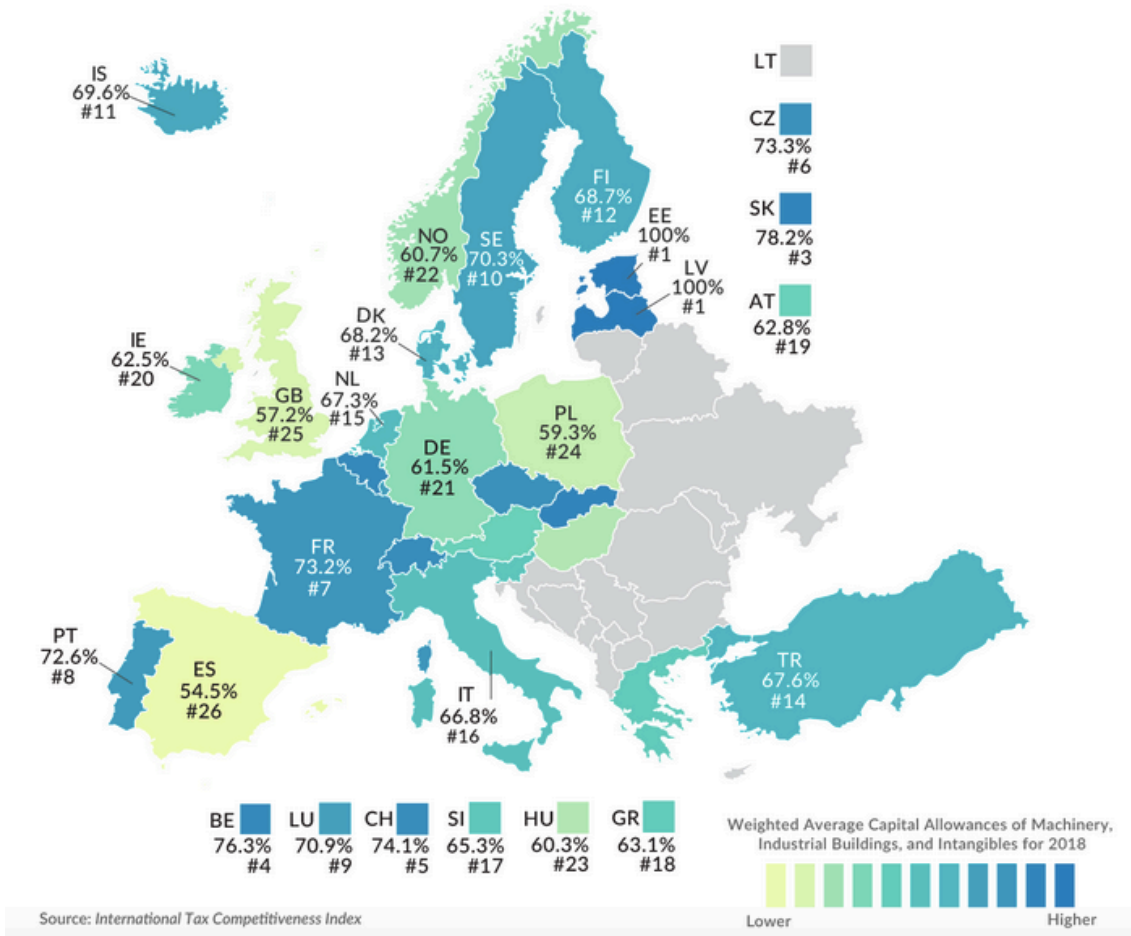 IS
69.6%
#11
LT
CZ
73.3%
#6
SK
78.2%
#3
AT
62.8%
#19
FI
68.7%
#12
EE
100%
#1
LV
100%
#1
NO
60.7%
#22
SE
70.3%
#10
DK
68.2%
#13
IE
62.5%
#20
NL
67.3%
#15
GB
57.2%
#25
PL
59.3%
#24
DE
61.5%
#21
FR
73.2%
#7
PT
72.6%
#8
ES
54.5%
#26
IT
66.8%
#16
TR
67.6%
#14
BE
76.3%
#4
LU
70.9%
#9
CH
74.1%
#5
SI
65.3%
#17
HU
60.3%
#23
GR
63.1%
#18
Weighted Average Capital Allowances of Machinery,
Industrial Buildings, and Intangibles for 2018
Lower
Higher
Source: International Tax Competitiveness Index